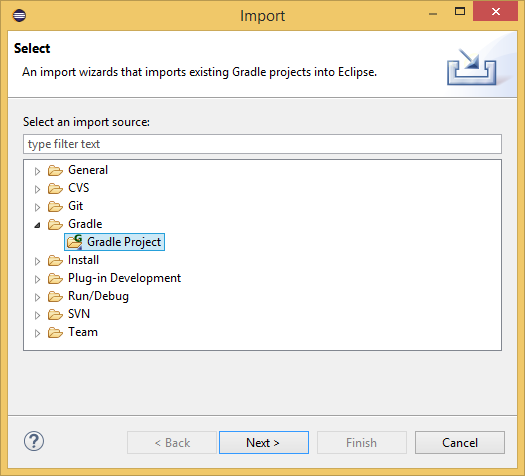 Import
Select
An import wizards that imports existing Gradle projects into Eclipse.
Select an import source:
type filter text
General
CVS
Git
Gradle
Gradle Project
Install
Plug-in Development
Run/Debug
SVN
Team
? < Back Next > Finish Cancel